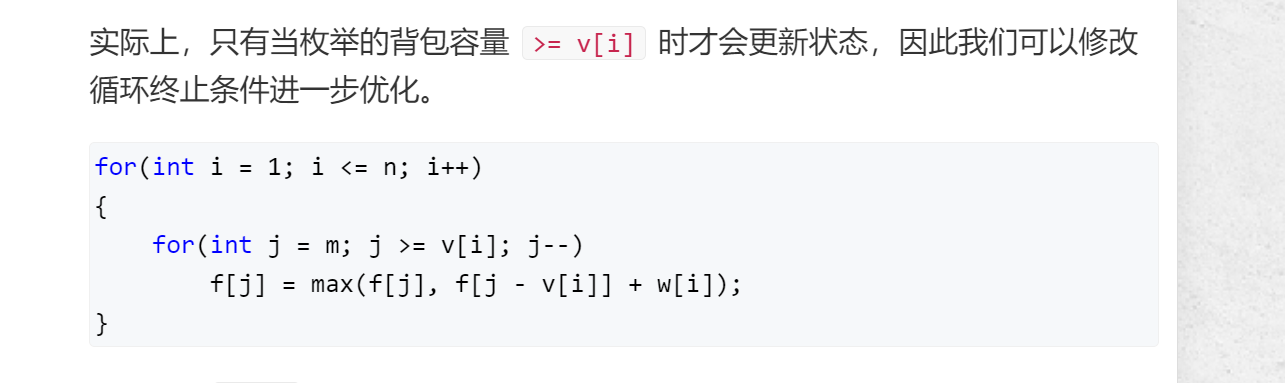 实际上，只有当枚举的背包容量 >= v[i] 时才会更新状态，因此我们可以修改
循环终止条件进一步优化。
for(int i = 1; i <= n; i++)
{
    for(int j = m; j >= v[i]; j--)
        f[j] = max(f[j], f[j - v[i]] + w[i]);
}